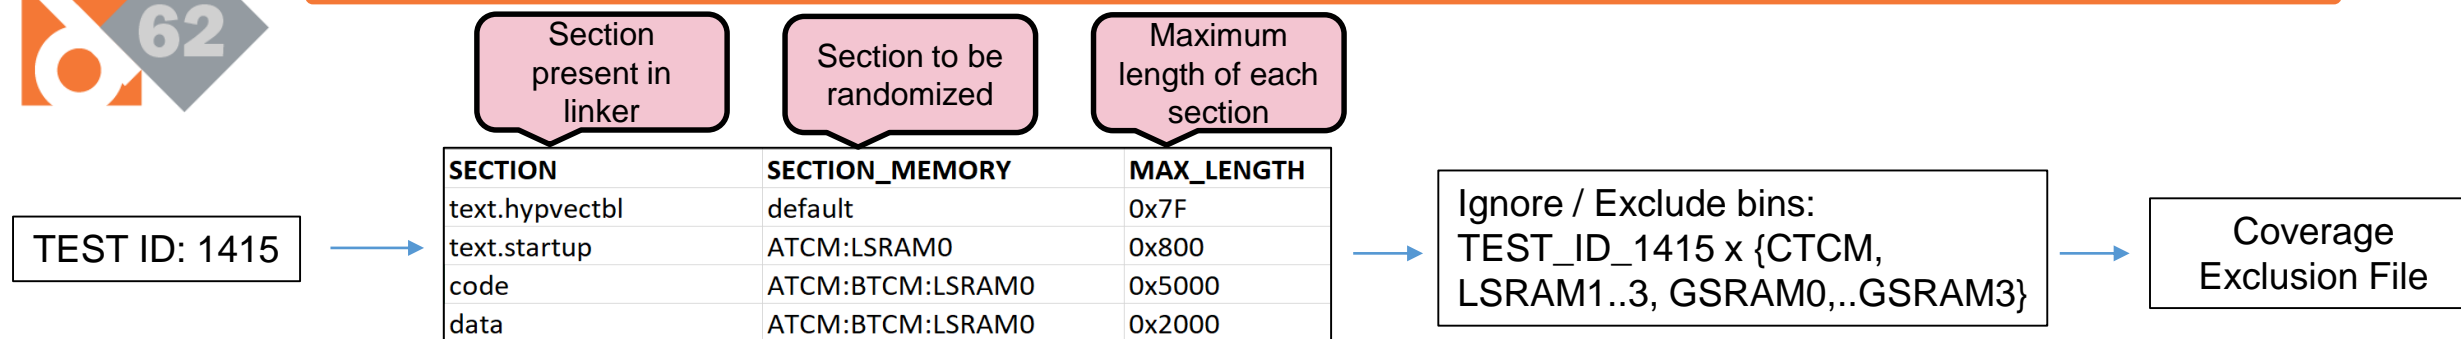 62
Section
present in
linker
Section to be
randomized
Maximum
length of each
section
TEST ID: 1415
SECTION SECTION_MEMORY MAX_LENGTH
text.hypvectbl default 0x7F
text.startup ATCM:LSRAM0 0x800
code ATCM:BTCM:LSRAM0 0x5000
data ATCM:BTCM:LSRAM0 0x2000
Ignore / Exclude bins:
TEST_ID_1415 x {CTCM,
LSRAM1..3, GSRAM0,..GSRAM3}
Coverage
Exclusion File